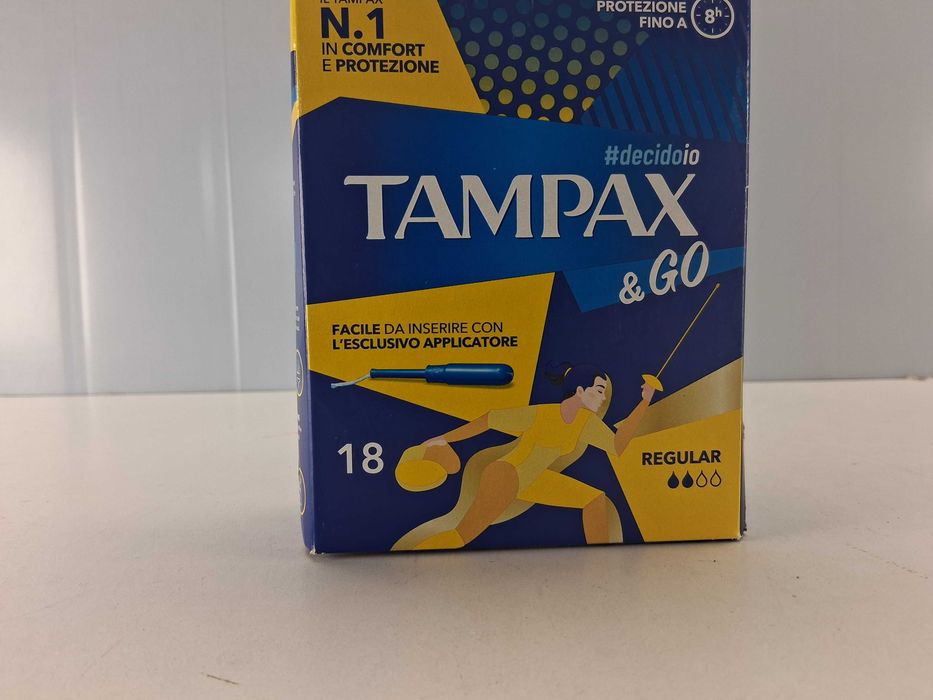 IL TAMPAX
N.1
IN COMFORT
E PROTEZIONE
PROTEZIONE
FINO A
8h
#decidoio
TAMPAX
& GO
FACILE DA INSERIRE CON
L'ESCLUSIVO APPLICATORE
18
REGULAR